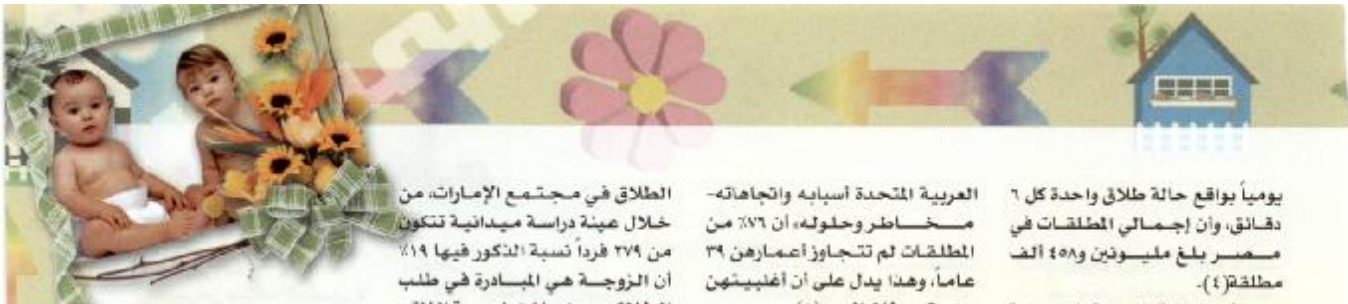 يومياً بواقع حالة طلاق واحدة كل ٦
دقائق، وأن إجمالي المطلقات في
مصر بلغ مليونين و٤٥٨ ألف
مطلقة(٤).
العربية المتحدة أسبابه واتجاهاته-
مخاطر وحلوله، أن ٧٦٪ من
المطلقات لم تتجاوز أعمارهن ٣٩
عاماً، وهذا يدل على أن أغلبيتهن
الطلاق في مجتمع الإمارات، من
خلال عينة دراسة ميدانية تتكون
من ٢٧٩ فرداً نسبة الذكور فيها ١٩٪
أن الزوجة هي المبادرة في طلب